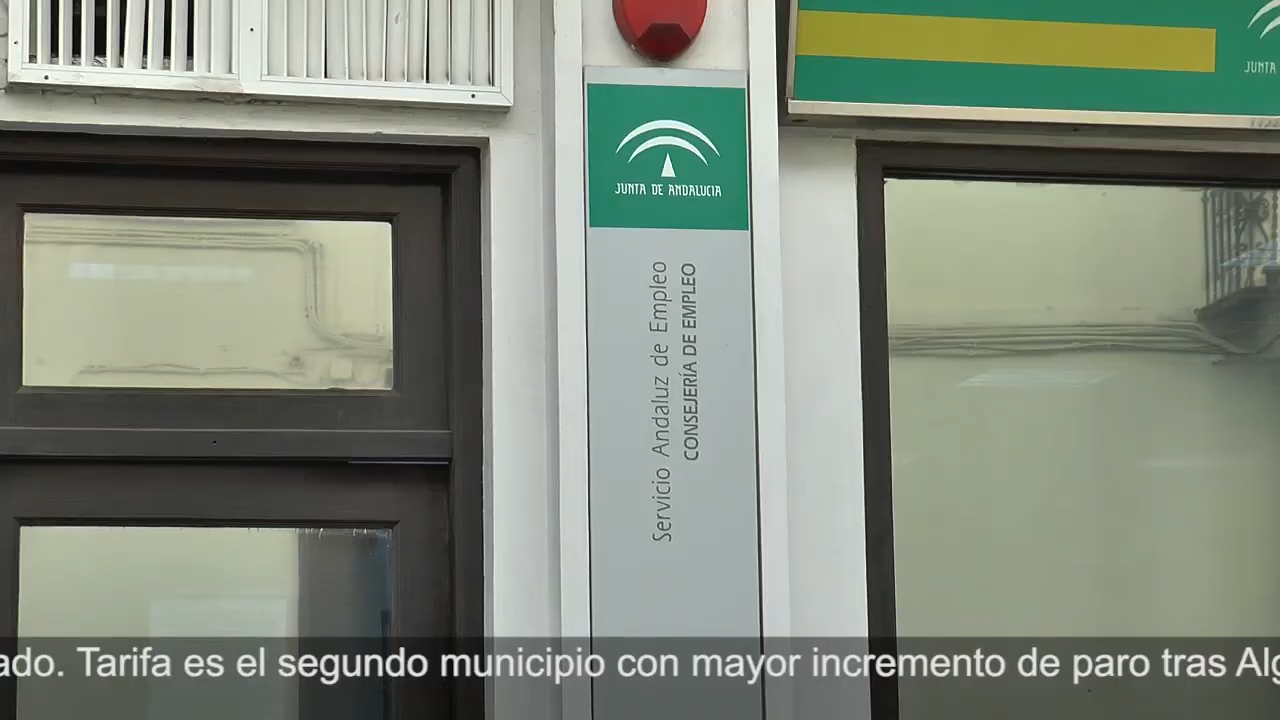 JUNTA
JUNTA DE ANDALUCIA
Servicio Andaluz de Empleo
CONSEJERÍA DE EMPLEO
ado. Tarifa es el segundo municipio con mayor incremento de paro tras Alg